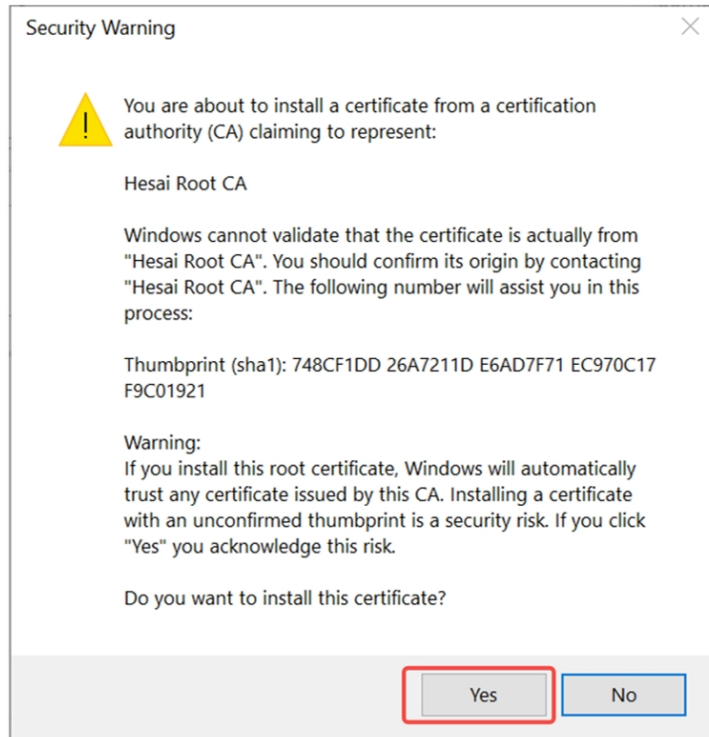 Security Warning
You are about to install a certificate from a certification
authority (CA) claiming to represent:
Hesai Root CA
Windows cannot validate that the certificate is actually from
"Hesai Root CA". You should confirm its origin by contacting
"Hesai Root CA". The following number will assist you in this
process:
Thumbprint (sha1): 748CF1DD 26A7211D E6AD7F71 EC970C17
F9C01921
Warning:
If you install this root certificate, Windows will automatically
trust any certificate issued by this CA. Installing a certificate
with an unconfirmed thumbprint is a security risk. If you click
"Yes" you acknowledge this risk.
Do you want to install this certificate?
Yes
No